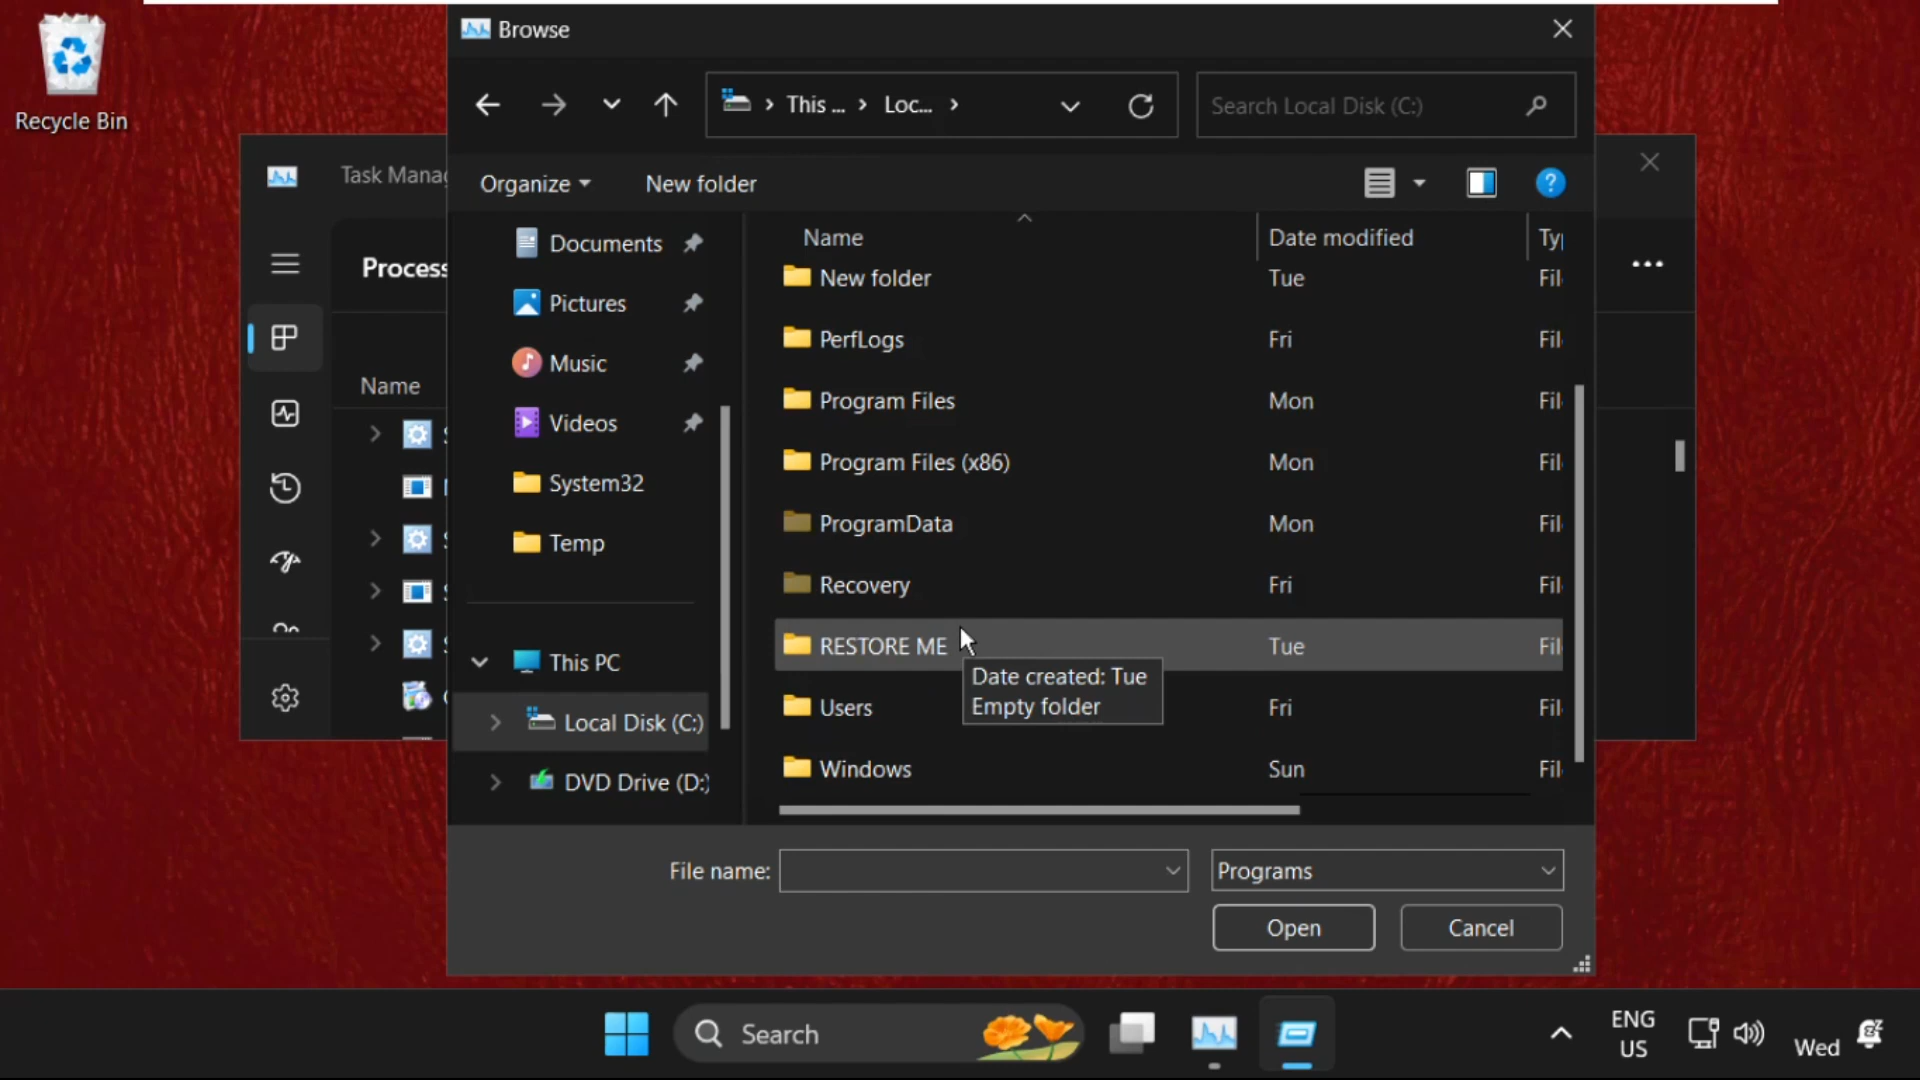 Recycle Bin
Browse
This ... Loc...
Search Local Disk (C:)
Task Manag
Organize
New folder
Process
Name
Documents
Pictures
Music
Videos
System32
Temp
This PC
Local Disk (C:)
DVD Drive (D:)
Name Date modified Ty
New folder Tue Fil
PerfLogs Fri Fil
Program Files Mon Fil
Program Files (x86) Mon Fil
ProgramData Mon Fil
Recovery Fri Fil
RESTORE ME Tue Fil
Date created: Tue
Empty folder
Users Fri Fil
Windows Sun Fil
File name:
Programs
Open
Cancel
Search
ENG
US
Wed